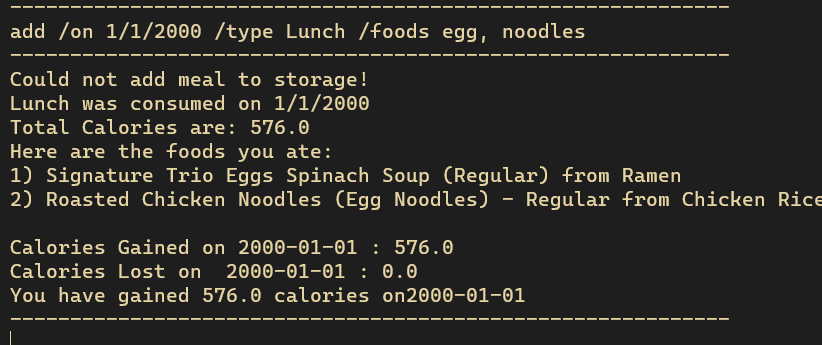 ------------------------------------------------------------
add /on 1/1/2000 /type Lunch /foods egg, noodles
------------------------------------------------------------
Could not add meal to storage!
Lunch was consumed on 1/1/2000
Total Calories are: 576.0
Here are the foods you ate:
1) Signature Trio Eggs Spinach Soup (Regular) from Ramen
2) Roasted Chicken Noodles (Egg Noodles) - Regular from Chicken Rice
Calories Gained on 2000-01-01 : 576.0
Calories Lost on  2000-01-01 : 0.0
You have gained 576.0 calories on2000-01-01
------------------------------------------------------------